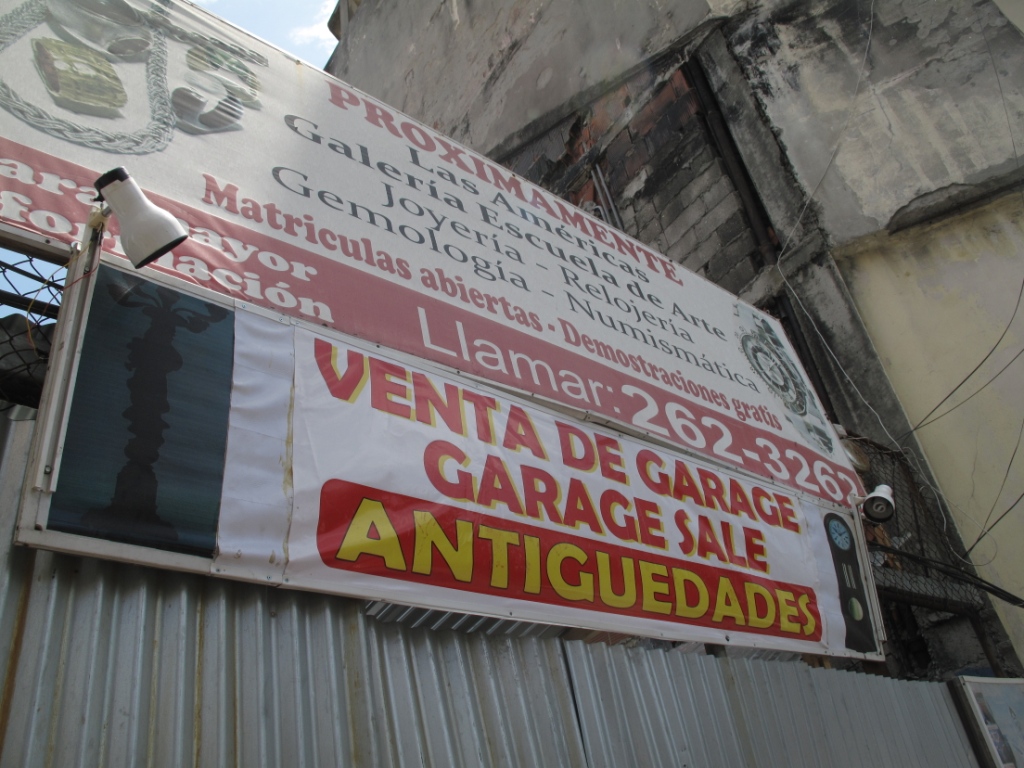 PROXIMAMENTE
Las Américas
Galería Escuela de Arte
Joyería - Relojería
Gemología - Numismática
Matriculas abiertas • Demostraciones gratis
Llamar: 262-3262
VENTA DE GARAGE
GARAGE SALE
ANTIGUEDADES